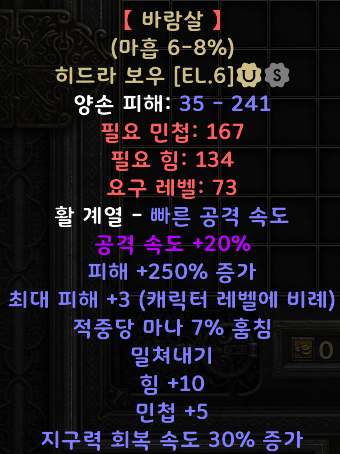 【 바람살 】
(마흡 6-8%)
히드라 보우 [EL.6] U S
양손 피해: 35 - 241
필요 민첩: 167
필요 힘: 134
요구 레벨: 73
활 계열 - 빠른 공격 속도
공격 속도 +20%
피해 +250% 증가
최대 피해 +3 (캐릭터 레벨에 비례)
적중당 마나 7% 훔침
밀쳐내기
힘 +10
민첩 +5
지구력 회복 속도 30% 증가
0